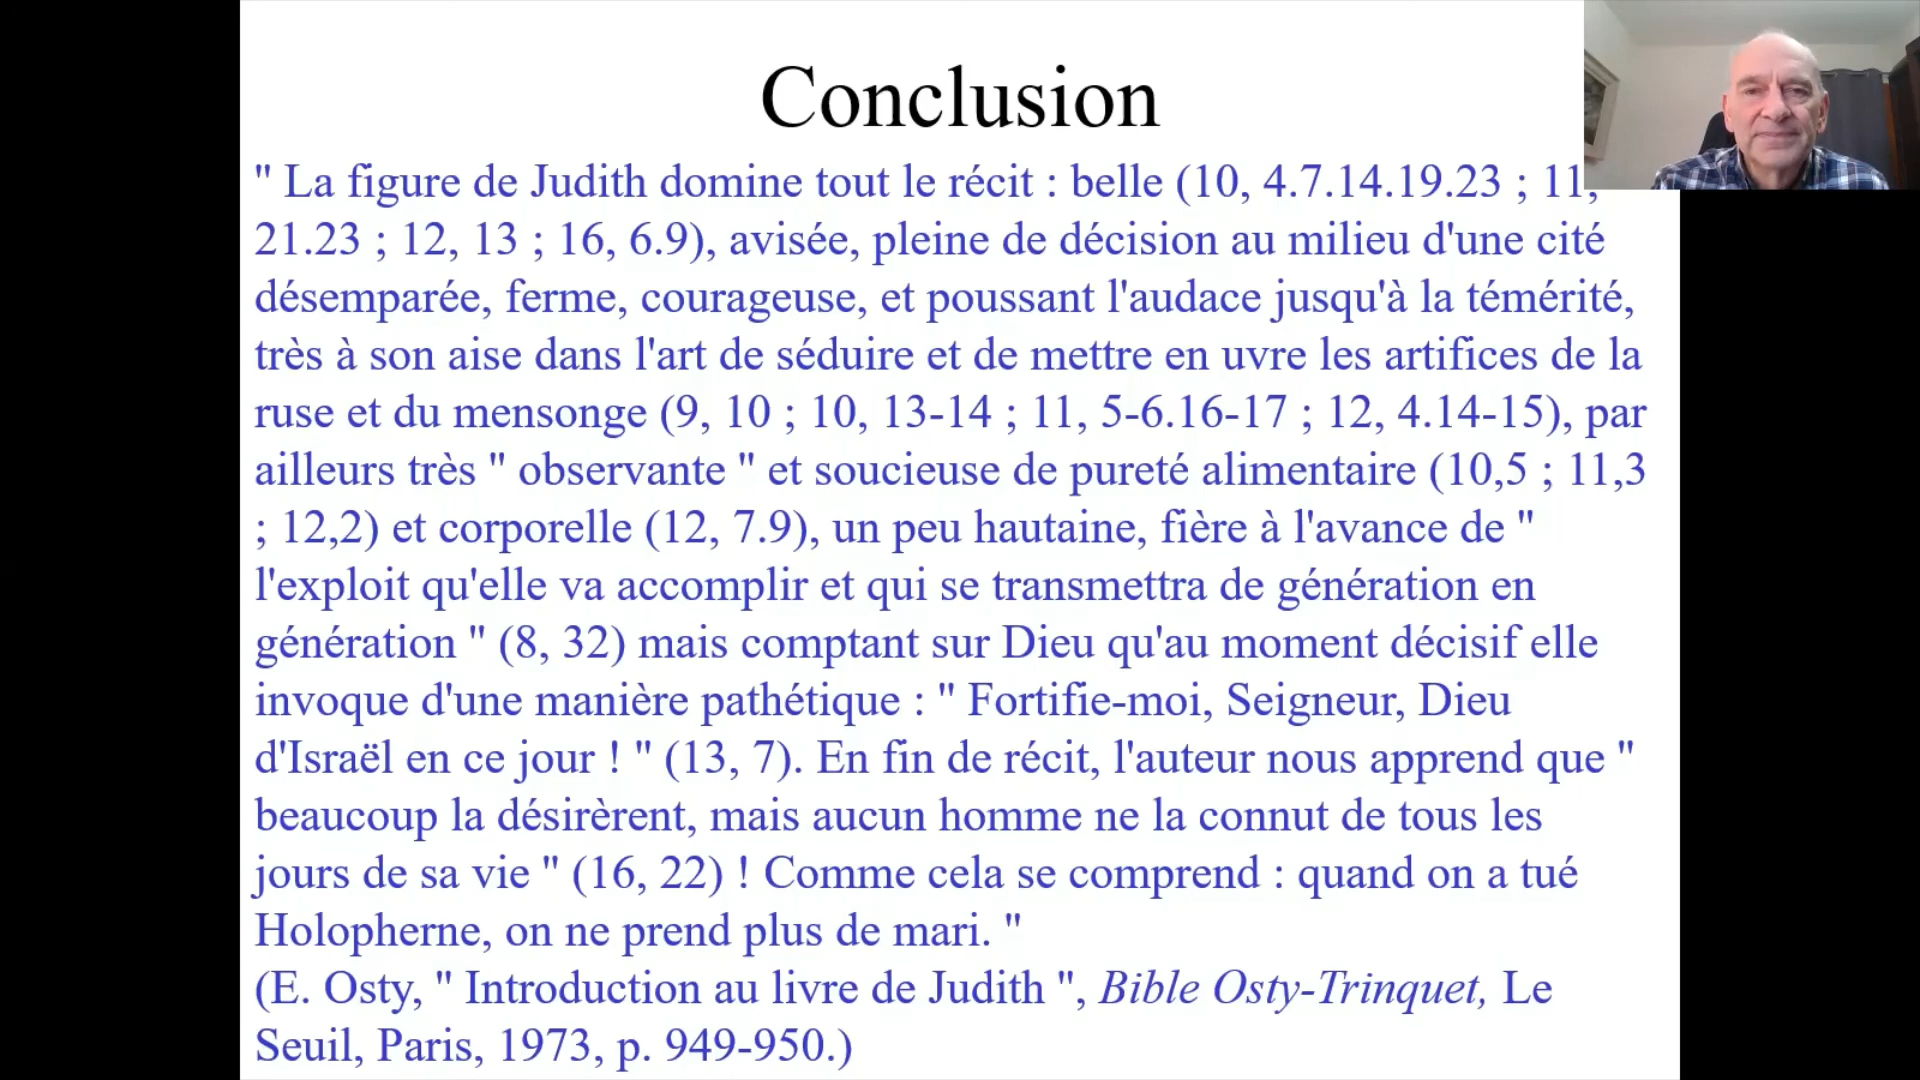 Conclusion
" La figure de Judith domine tout le récit : belle (10, 4.7.14.19.23 ; 11,
21.23 ; 12, 13 ; 16, 6.9), avisée, pleine de décision au milieu d'une cité
désemparée, ferme, courageuse, et poussant l'audace jusqu'à la témérité,
très à son aise dans l'art de séduire et de mettre en uvre les artifices de la
ruse et du mensonge (9, 10 ; 10, 13-14 ; 11, 5-6.16-17 ; 12, 4.14-15), par
ailleurs très " observante " et soucieuse de pureté alimentaire (10,5 ; 11,3
; 12,2) et corporelle (12, 7.9), un peu hautaine, fière à l'avance de "
l'exploit qu'elle va accomplir et qui se transmettra de génération en
génération " (8, 32) mais comptant sur Dieu qu'au moment décisif elle
invoque d'une manière pathétique : " Fortifie-moi, Seigneur, Dieu
d'Israël en ce jour ! " (13, 7). En fin de récit, l'auteur nous apprend que "
beaucoup la désirèrent, mais aucun homme ne la connut de tous les
jours de sa vie " (16, 22) ! Comme cela se comprend : quand on a tué
Holopherne, on ne prend plus de mari. "
(E. Osty, " Introduction au livre de Judith ", Bible Osty-Trinquet, Le
Seuil, Paris, 1973, p. 949-950.)